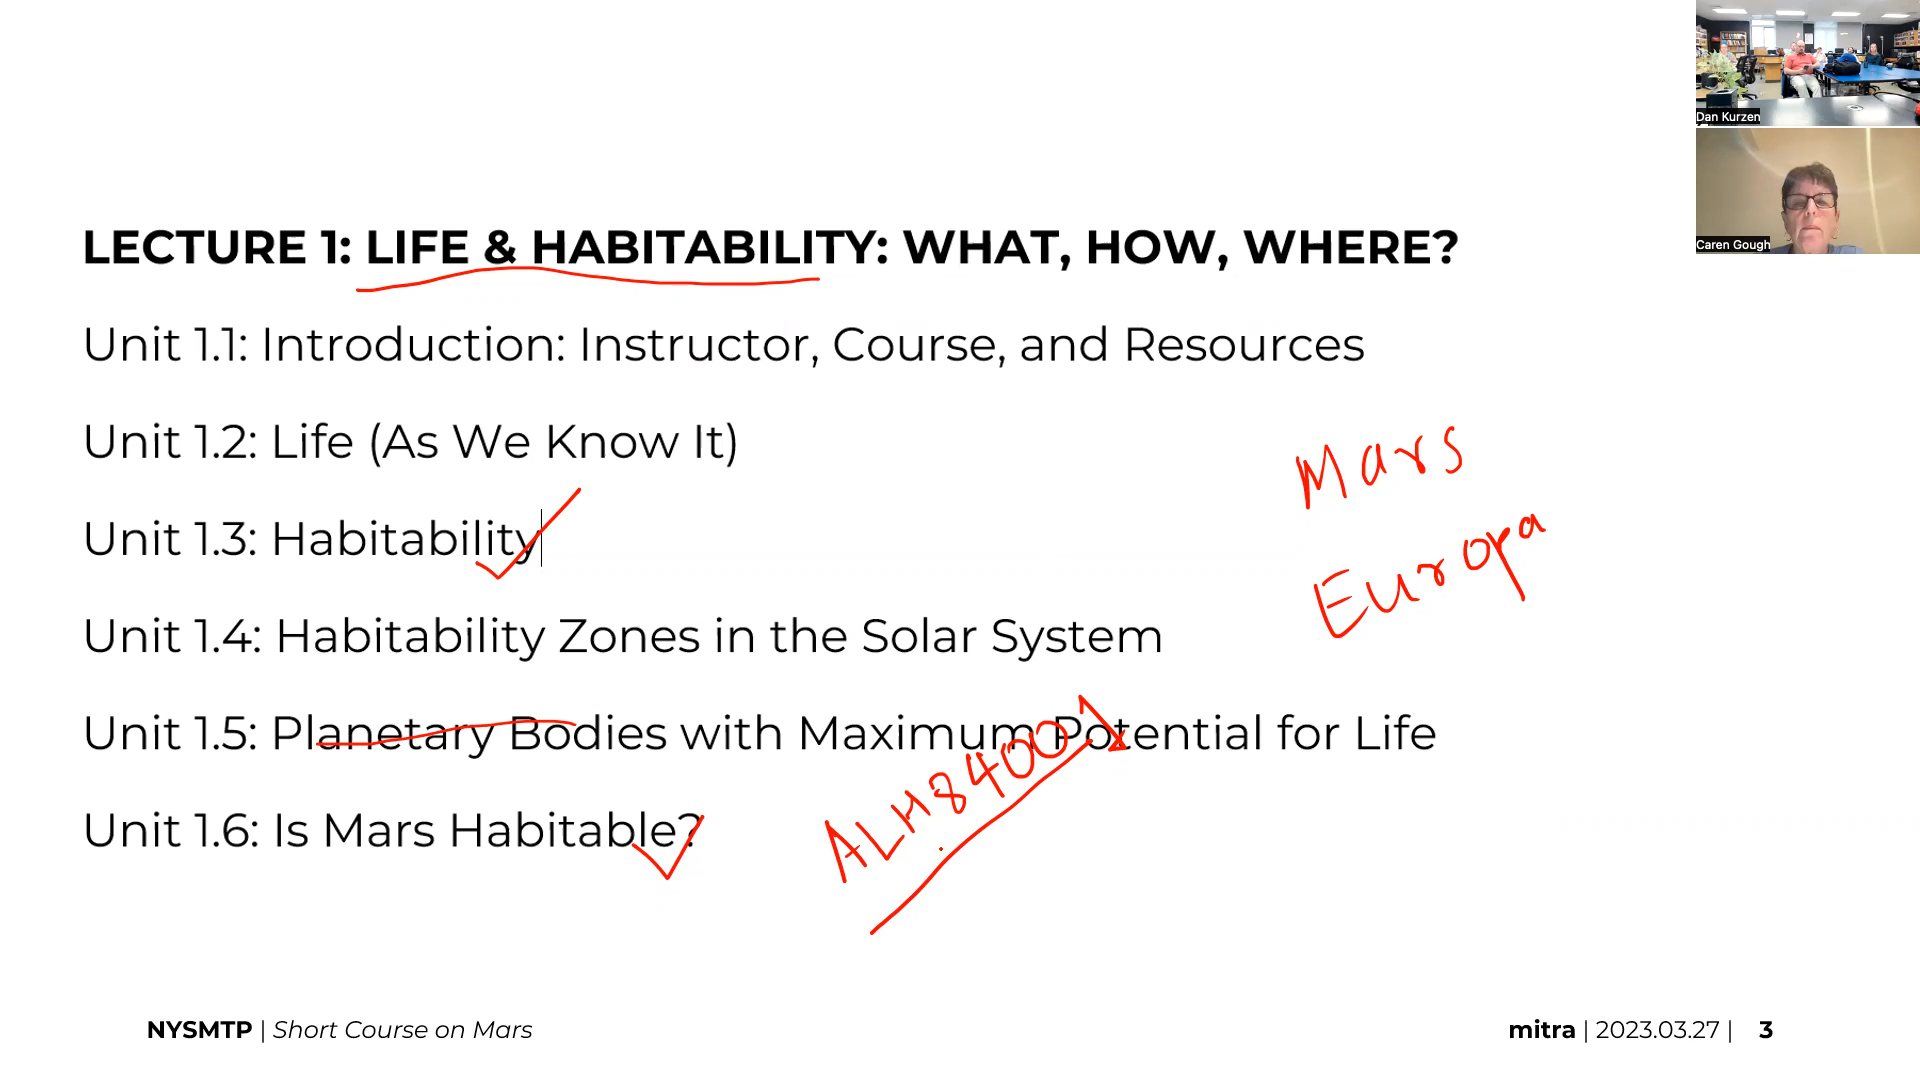 Dan Kurzen
Caren Gough
LECTURE 1: LIFE & HABITABILITY: WHAT, HOW, WHERE?
Unit 1.1: Introduction: Instructor, Course, and Resources
Unit 1.2: Life (As We Know It)
Mars
Unit 1.3: Habitability
Europa
Unit 1.4: Habitability Zones in the Solar System
Unit 1.5: Planetary Bodies with Maximum Potential for Life
ALH84001
Unit 1.6: Is Mars Habitable?
NYSMTP | Short Course on Mars
mitra | 2023.03.27 | 3